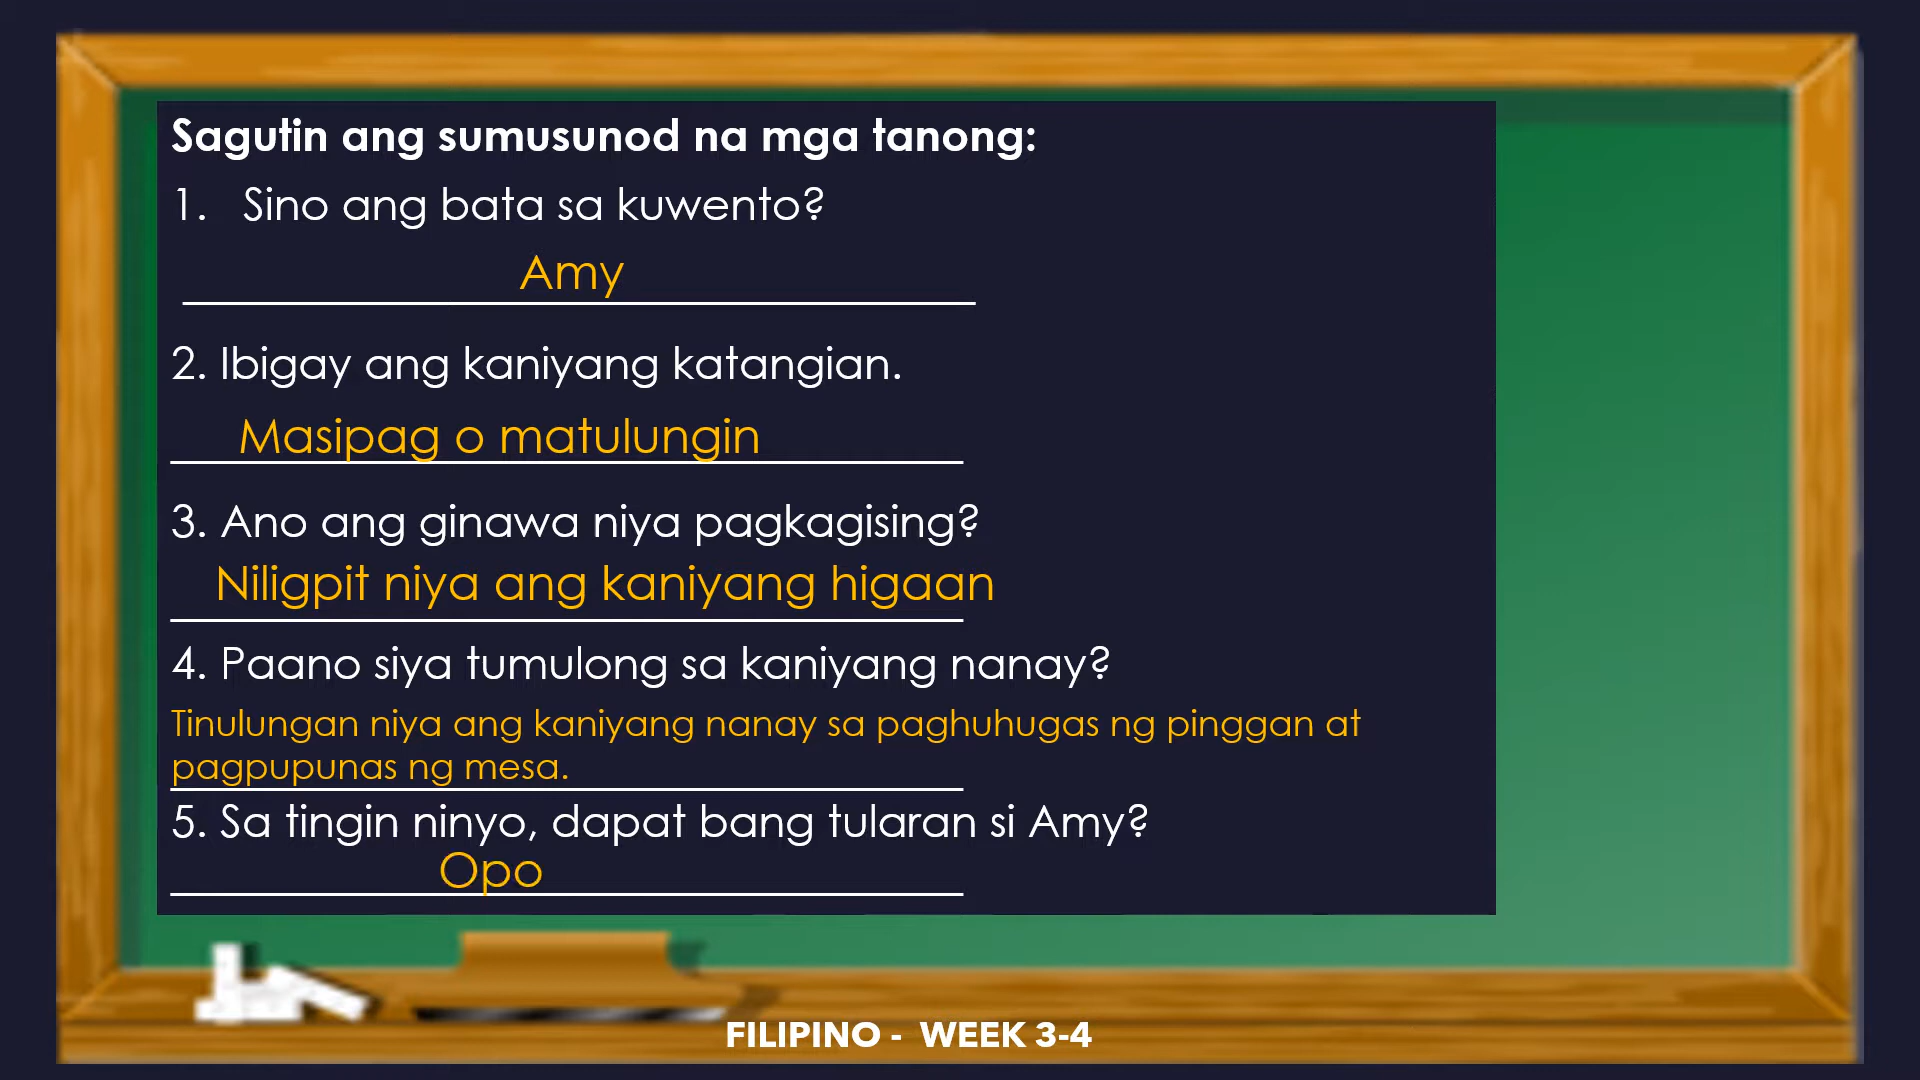 Sagutin ang sumusunod na mga tanong:
1. Sino ang bata sa kuwento?
Amy
2. Ibigay ang kaniyang katangian.
Masipag o matulungin
3. Ano ang ginawa niya pagkagising?
Niligpit niya ang kaniyang higaan
4. Paano siya tumulong sa kaniyang nanay?
Tinulungan niya ang kaniyang nanay sa paghuhugas ng pinggan at
pagpupunas ng mesa.
5. Sa tingin ninyo, dapat bang tularan si Amy?
Opo
FILIPINO - WEEK 3-4